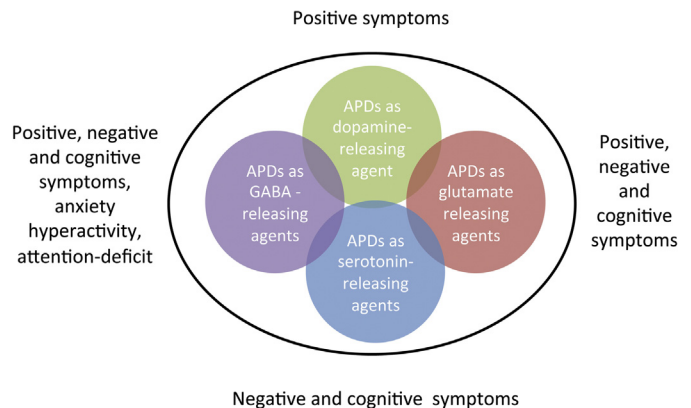 Positive symptoms
Positive, negative
and cognitive
symptoms,
anxiety
hyperactivity,
attention-deficit
APDs as
dopamine-
releasing
agent
APDs as
GABA -
releasing
agents
APDs as
glutamate
releasing
agents
APDs as
serotonin-
releasing
agents
Positive,
negative
and
cognitive
symptoms
Negative and cognitive symptoms